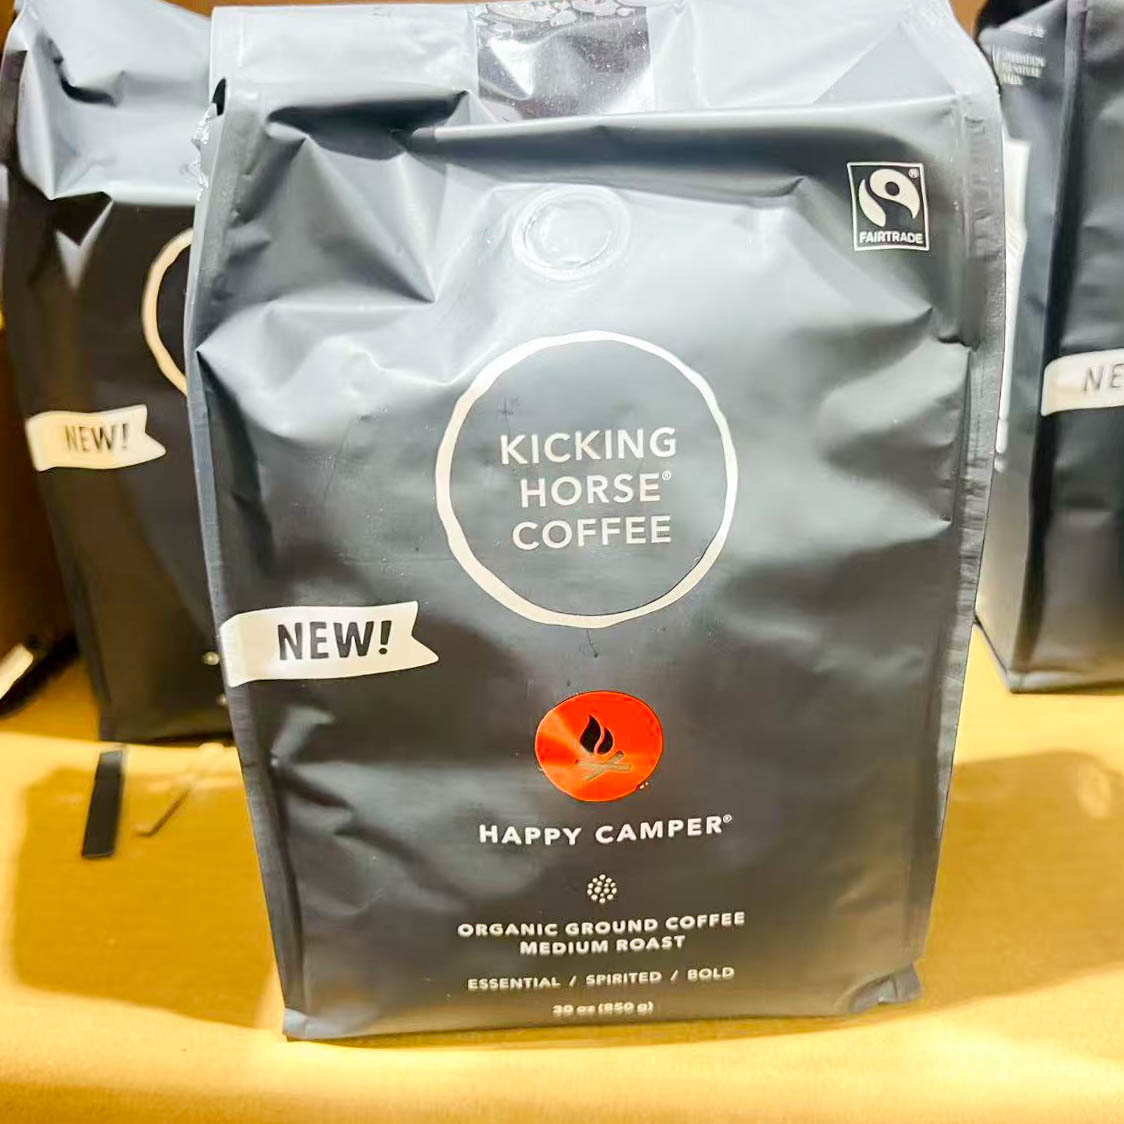 FAIRTRADE
KICKING
HORSE®
COFFEE
NEW!
NEW!
NE
HAPPY CAMPER®
ORGANIC GROUND COFFEE
MEDIUM ROAST
ESSENTIAL / SPIRITED / BOLD
30 oz (850 g)